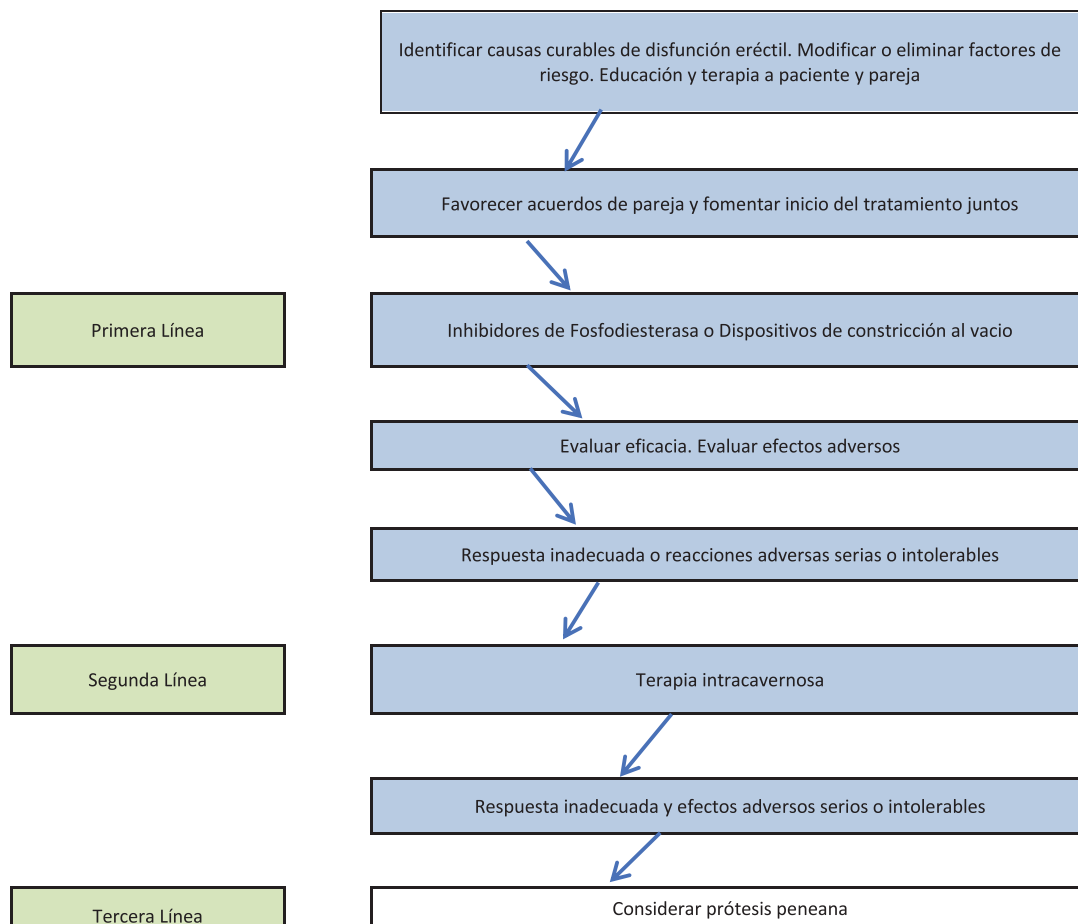 Identificar causas curables de disfunción eréctil. Modificar o eliminar factores de
riesgo. Educación y terapia a paciente y pareja
Favorecer acuerdos de pareja y fomentar inicio del tratamiento juntos
Primera Línea
Inhibidores de Fosfodiesterasa o Dispositivos de constricción al vacio
Evaluar eficacia. Evaluar efectos adversos
Respuesta inadecuada o reacciones adversas serias o intolerables
Segunda Línea
Terapia intracavernosa
Respuesta inadecuada y efectos adversos serios o intolerables
Tercera Línea
Considerar prótesis peneana